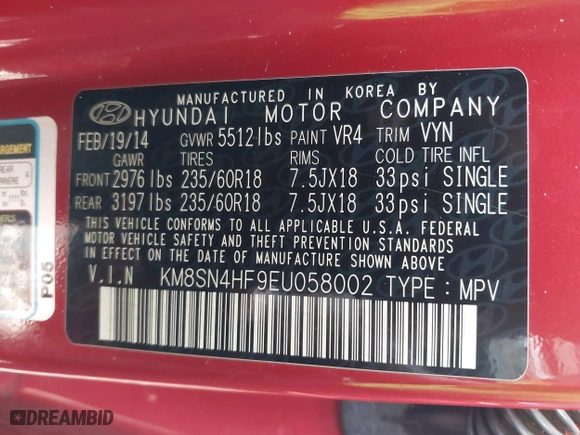 MANUFACTURED IN KOREA BY
HYUNDAI MOTOR COMPANY
FEB/19/14 GVWR 5512lbs PAINT VR4 TRIM VYN
GAWR TIRES RIMS COLD TIRE INFL
FRONT 2976lbs 235/60R18 7.5JX18 33psi SINGLE
REAR 3197lbs 235/60R18 7.5JX18 33psi SINGLE
THIS VEHICLE CONFORMS TO ALL APPLICABLE U.S.A. FEDERAL
MOTOR VEHICLE SAFETY, BUMPER, AND THEFT PREVENTION STANDARDS
IN EFFECT ON THE DATE OF MANUFACTURE SHOWN ABOVE.
V.I.N KM8SN4HF9EU058002 TYPE : MPV
P05
DREAMBID